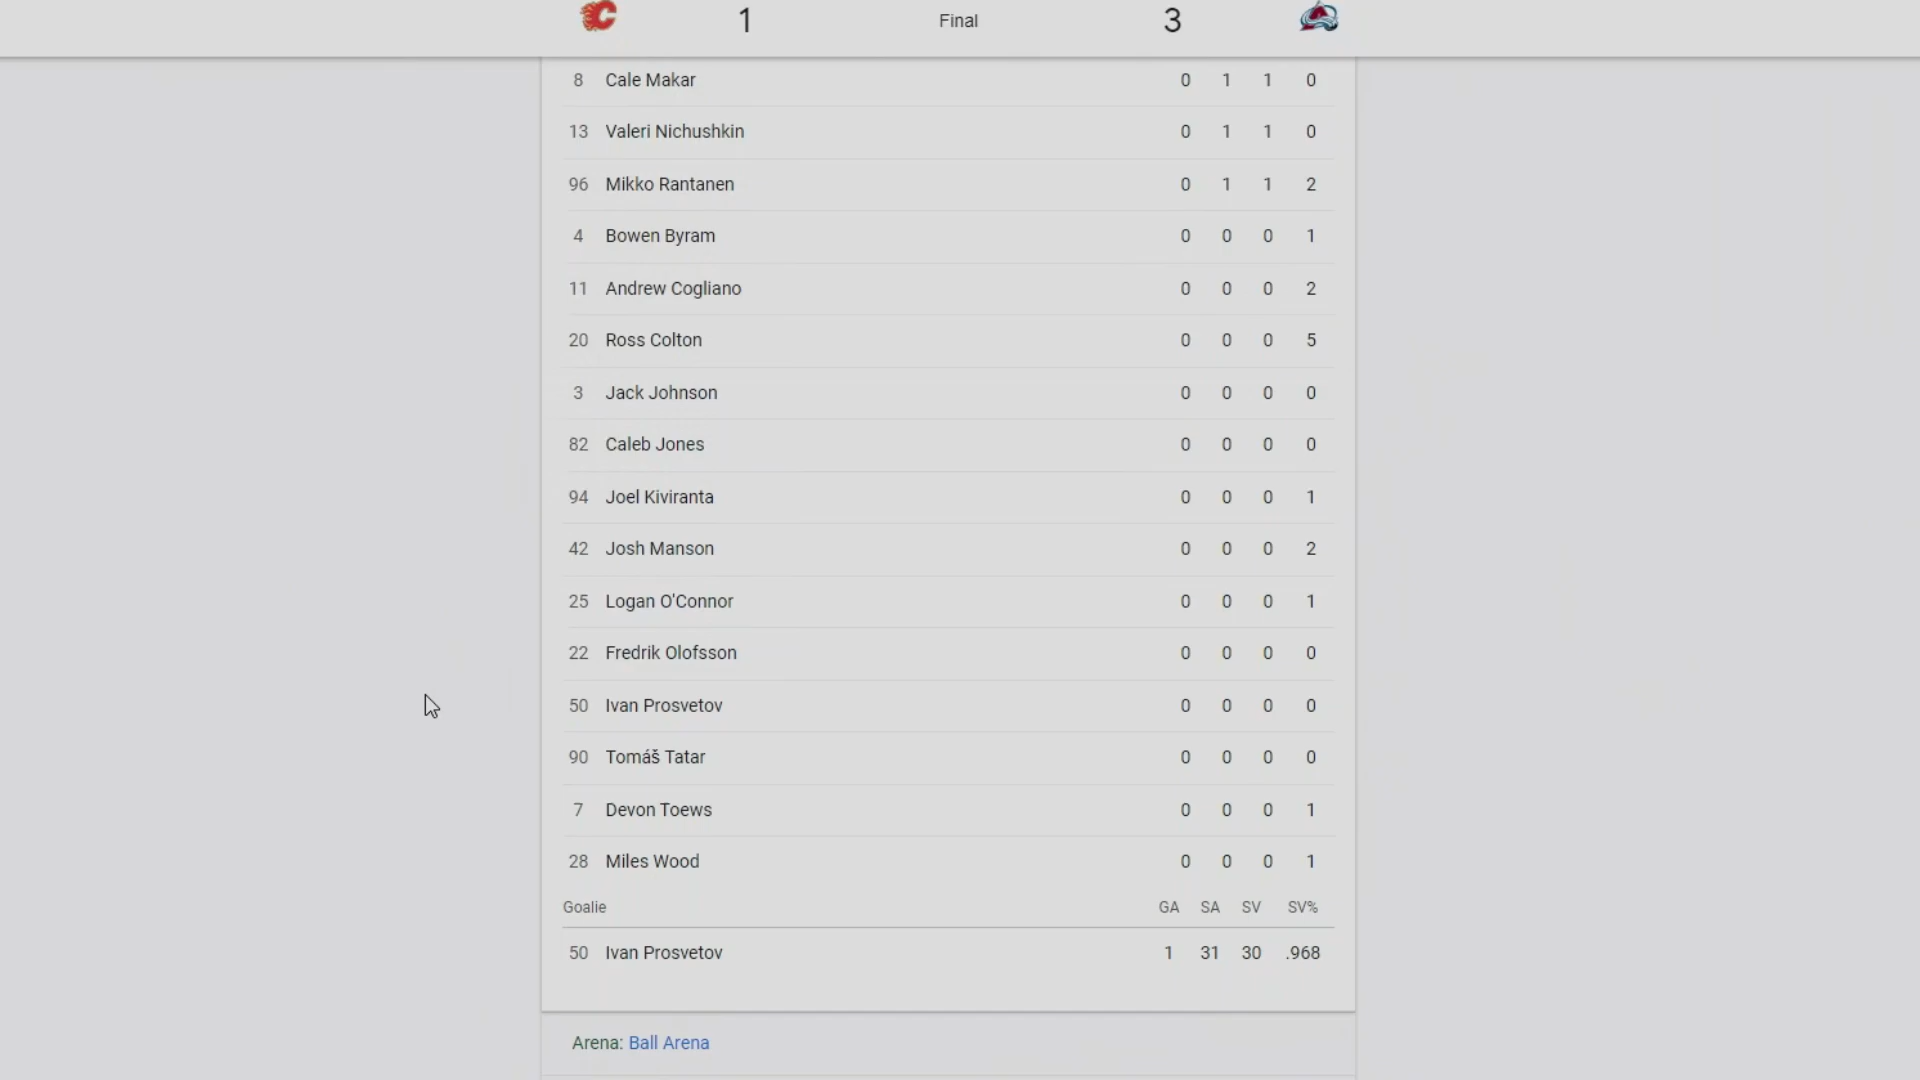 1 Final 3
8 Cale Makar 0 1 1 0
13 Valeri Nichushkin 0 1 1 0
96 Mikko Rantanen 0 1 1 2
4 Bowen Byram 0 0 0 1
11 Andrew Cogliano 0 0 0 2
20 Ross Colton 0 0 0 5
3 Jack Johnson 0 0 0 0
82 Caleb Jones 0 0 0 0
94 Joel Kiviranta 0 0 0 1
42 Josh Manson 0 0 0 2
25 Logan O'Connor 0 0 0 1
22 Fredrik Olofsson 0 0 0 0
50 Ivan Prosvetov 0 0 0 0
90 Tomáš Tatar 0 0 0 0
7 Devon Toews 0 0 0 1
28 Miles Wood 0 0 0 1
Goalie GA SA SV SV%
50 Ivan Prosvetov 1 31 30 .968
Arena: Ball Arena